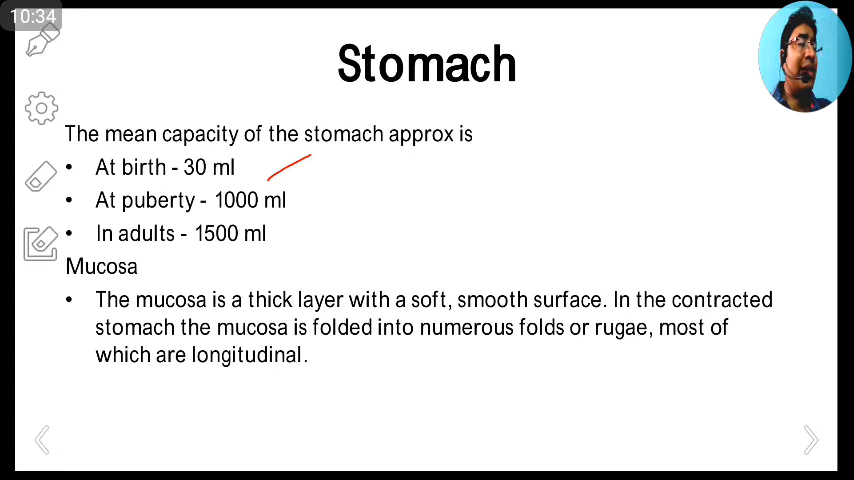 10:34
Stomach
The mean capacity of the stomach approx is
• At birth - 30 ml
• At puberty - 1000 ml
• In adults - 1500 ml
Mucosa
• The mucosa is a thick layer with a soft, smooth surface. In the contracted
stomach the mucosa is folded into numerous folds or rugae, most of
which are longitudinal.